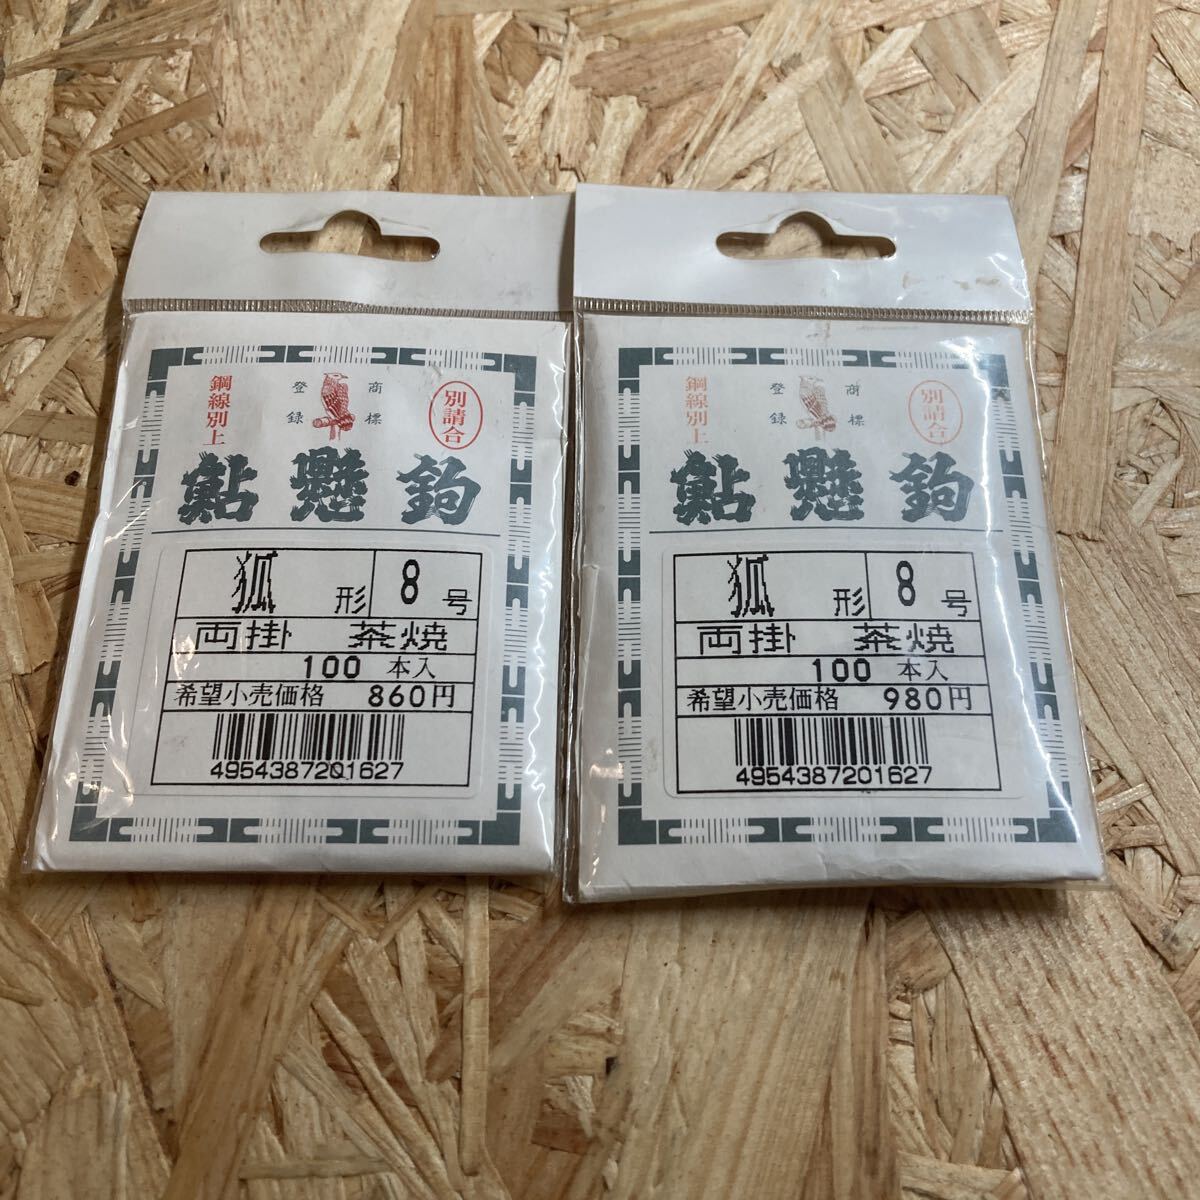 鋼線別上
登録
商標
別請合
鮎懸鈎
狐形 8号
両掛 茶焼
100 本入
希望小売価格 860円
4954387201627
鋼線別上
登録
商標
別請合
鮎懸鈎
狐形 8号
両掛 茶焼
100 本入
希望小売価格 980円
4954387201627